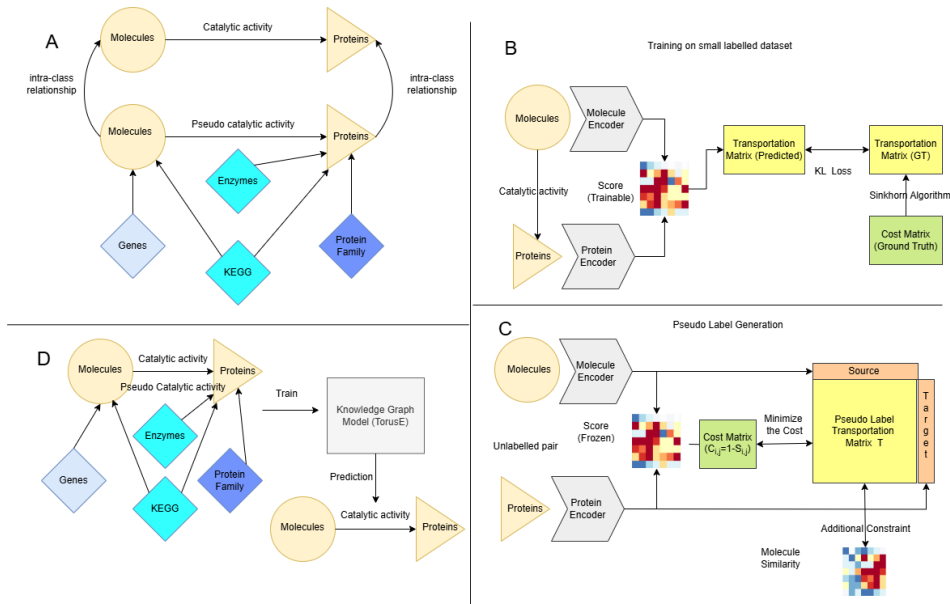 A
Molecules
Catalytic activity
Proteins
intra-class
relationship
intra-class
relationship
Molecules
Pseudo catalytic activity
Proteins
Enzymes
Genes
KEGG
Protein
Family
B
Training on small labelled dataset
Molecules
Molecule
Encoder
Catalytic activity
Score
(Trainable)
Transportation
Matrix (Predicted)
KL Loss
Transportation
Matrix (GT)
Sinkhorn Algorithm
Cost Matrix
(Ground Truth)
Proteins
Protein
Encoder
D
Molecules
Catalytic activity
Proteins
Pseudo Catalytic activity
Enzymes
Genes
KEGG
Protein
Family
Train
Knowledge Graph
Model (TorusE)
Prediction
Molecules
Catalytic activity
Proteins
C
Pseudo Label Generation
Molecules
Molecule
Encoder
Source
Target
Unlabelled pair
Score
(Frozen)
Cost Matrix
(Ci,j=1-Si,j)
Minimize
the Cost
Pseudo Label
Transportation
Matrix T
Proteins
Protein
Encoder
Additional Constraint
Molecule
Similarity